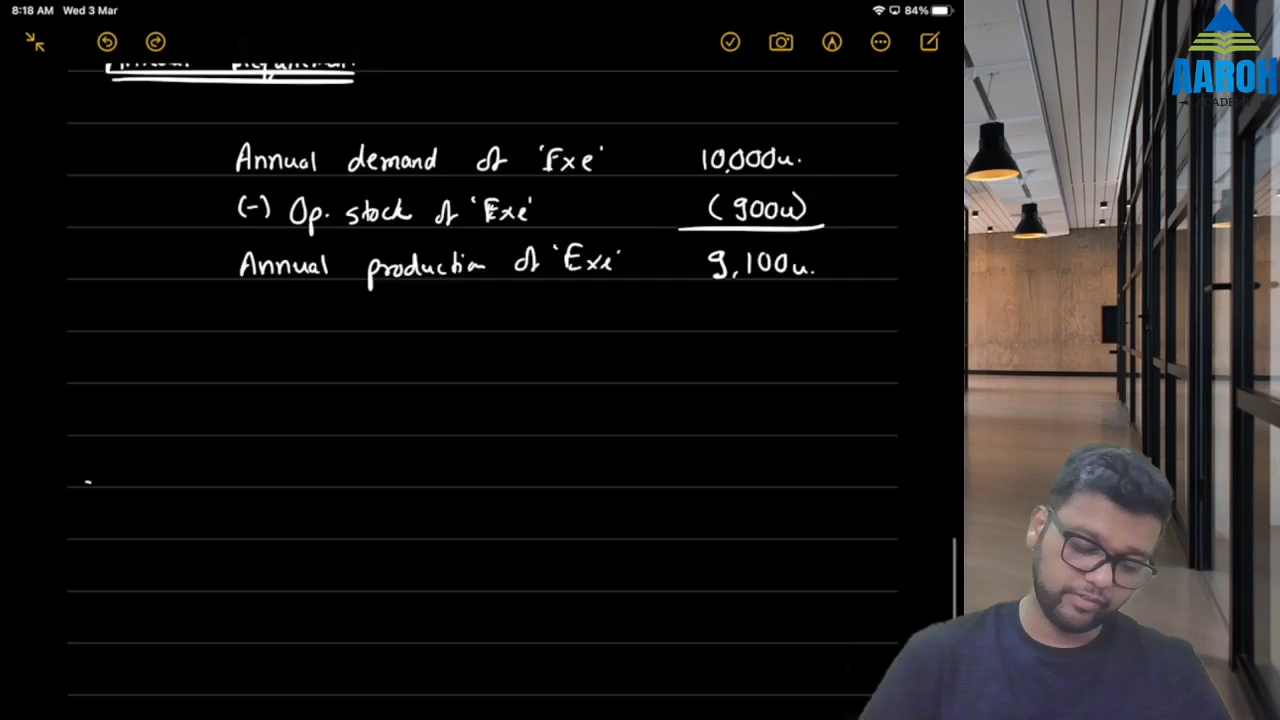 8:18 AM Wed 3 Mar
84%
AAROH
ACADEMY
Annual demand of 'Exe' 10,000u.
(-) Op. stock of 'Exe' (900u)
Annual production of 'Exe' 9,100u.